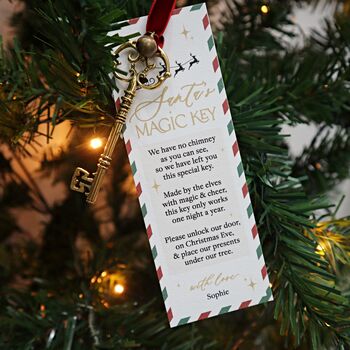 Santa's
MAGIC KEY
We have no chimney
as you can see,
so we have left you
this special key.
Made by the elves
with magic & cheer,
this key only works
one night a year.
Please unlock our door,
on Christmas Eve,
& place our presents
under our tree.
with love
Sophie